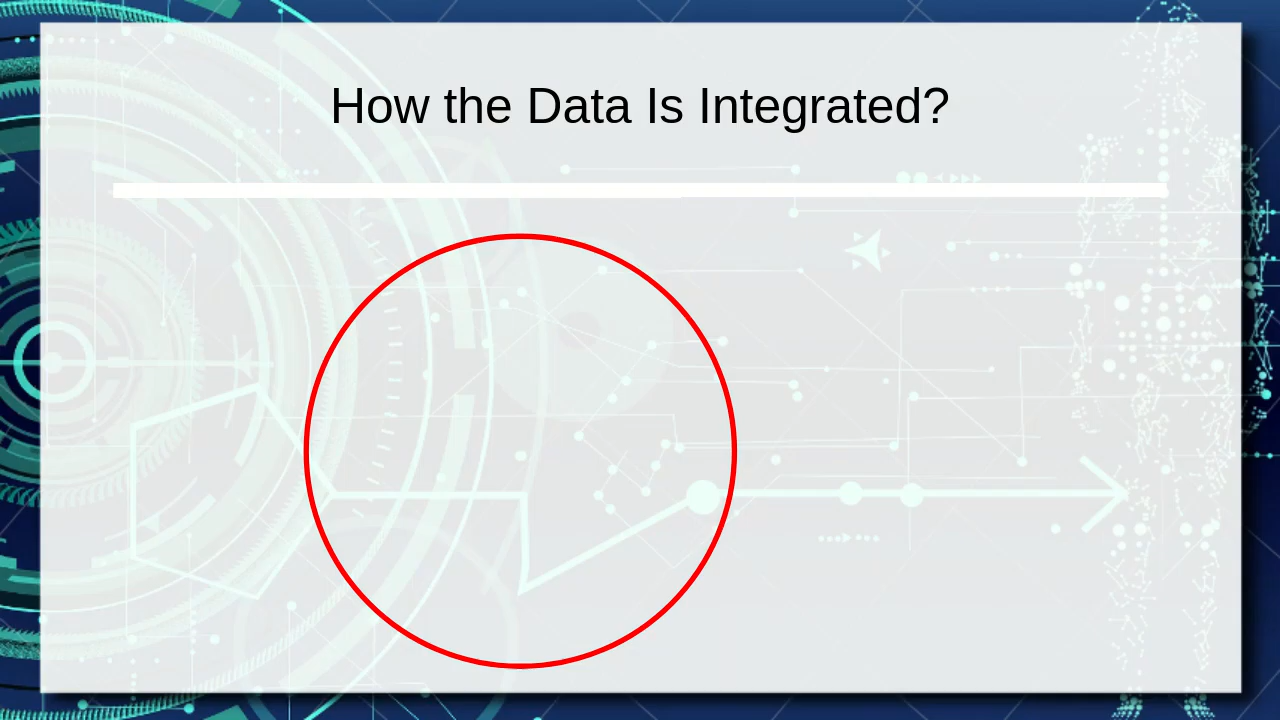 How the Data Is Integrated?